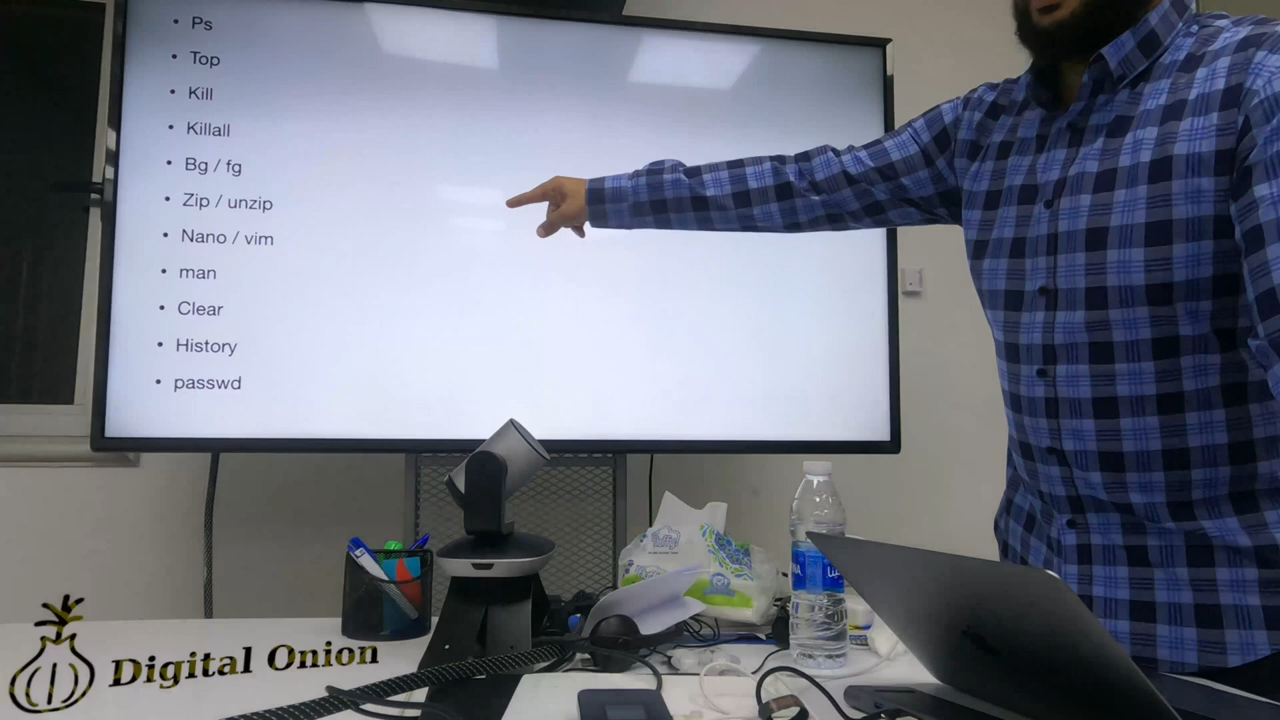 • Ps
• Top
• Kill
• Killall
• Bg / fg
• Zip / unzip
• Nano / vim
• man
• Clear
• History
• passwd
Digital Onion